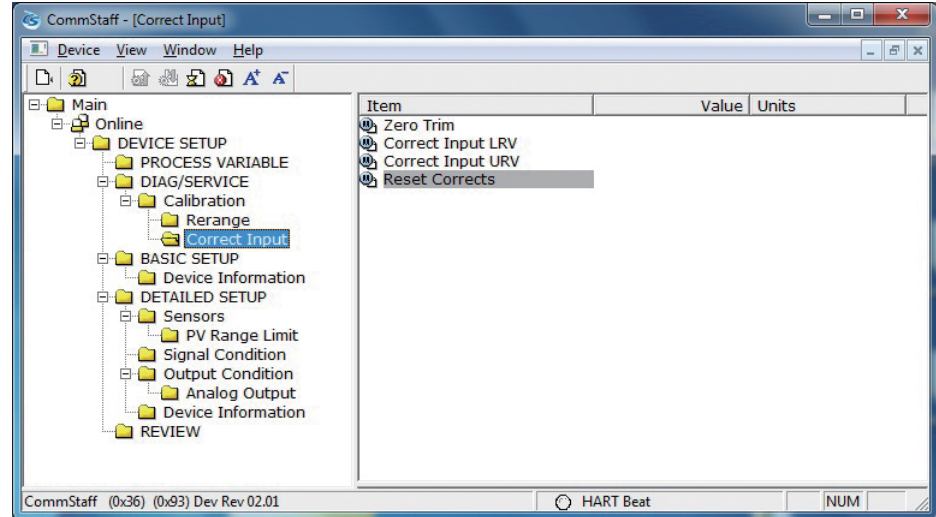 CommStaff - [Correct Input]
Device View Window Help
Main
Online
DEVICE SETUP
PROCESS VARIABLE
DIAG/SERVICE
Calibration
Rerange
Correct Input
BASIC SETUP
Device Information
DETAILED SETUP
Sensors
PV Range Limit
Signal Condition
Output Condition
Analog Output
Device Information
REVIEW
Item Value Units
Zero Trim
Correct Input LRV
Correct Input URV
Reset Corrects
CommStaff (0x36) (0x93) Dev Rev 02.01 HART Beat NUM